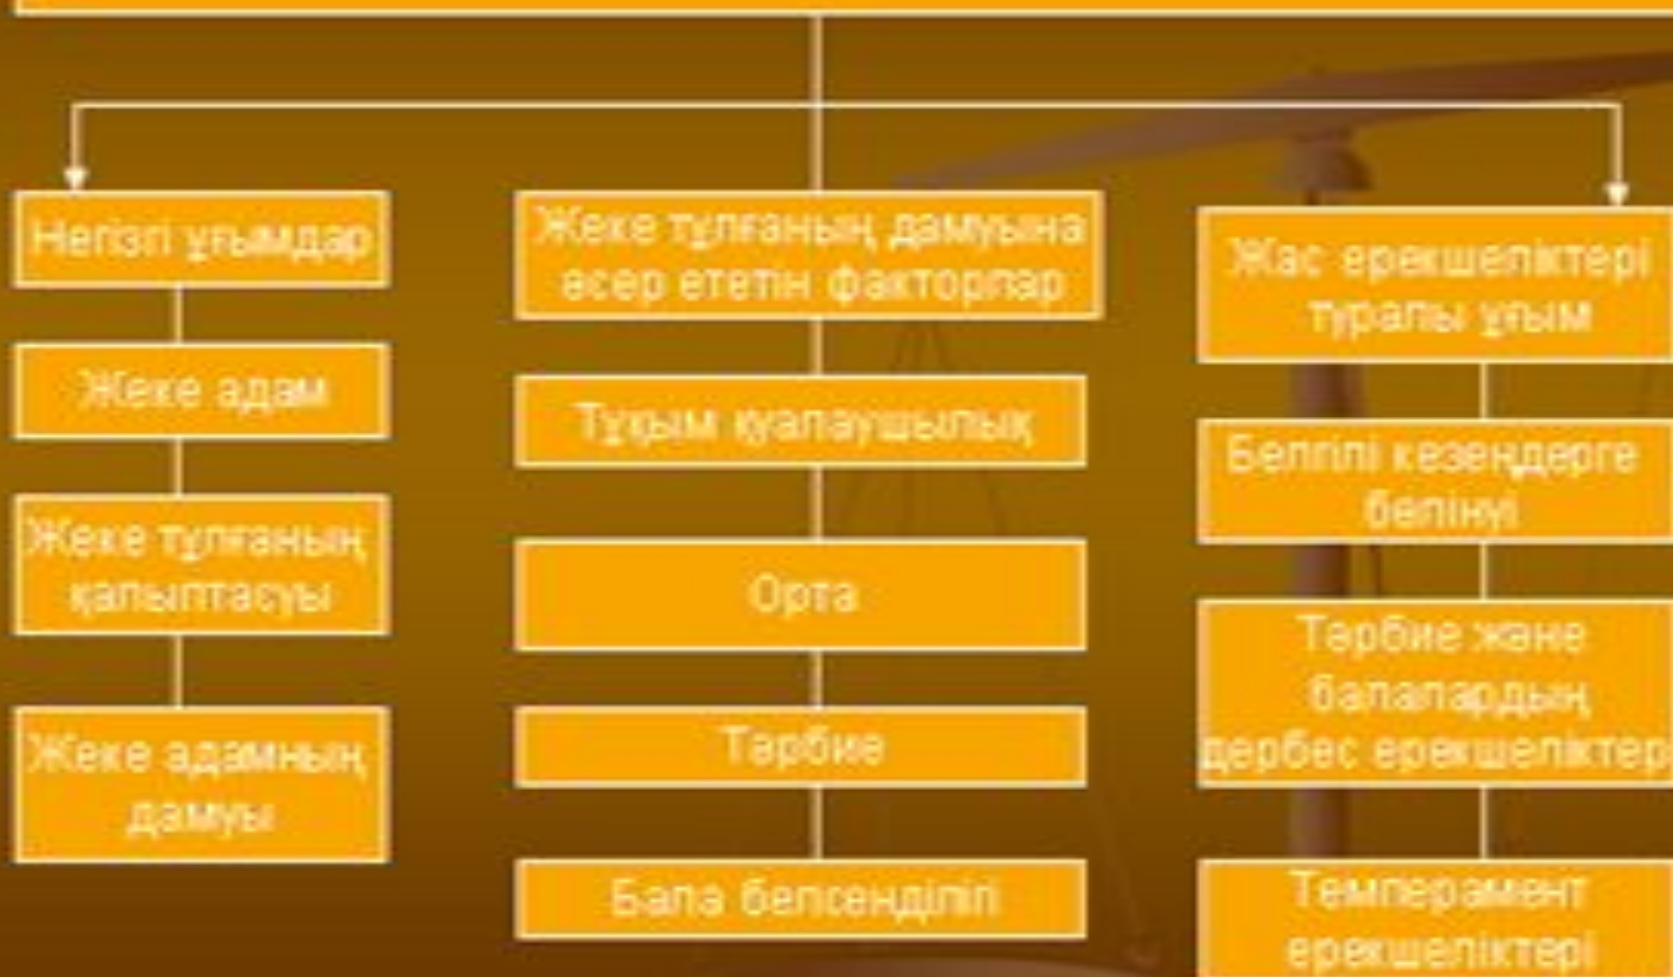 Негізгі ұғымдар
Жеке адам
Жеке тұлғаның
қалыптасуы
Жеке адамның
дамуы
Жеке тұлғаның дамуына
әсер ететін факторлар
Тұқым қуалаушылық
Орта
Тәрбие
Бала белсенділігі
Жас ерекшеліктері
туралы ұғым
Белгілі кезеңдерге
бөлінуі
Тәрбие және
балалардың
дербес ерекшеліктер
Темперамент
ерекшеліктері